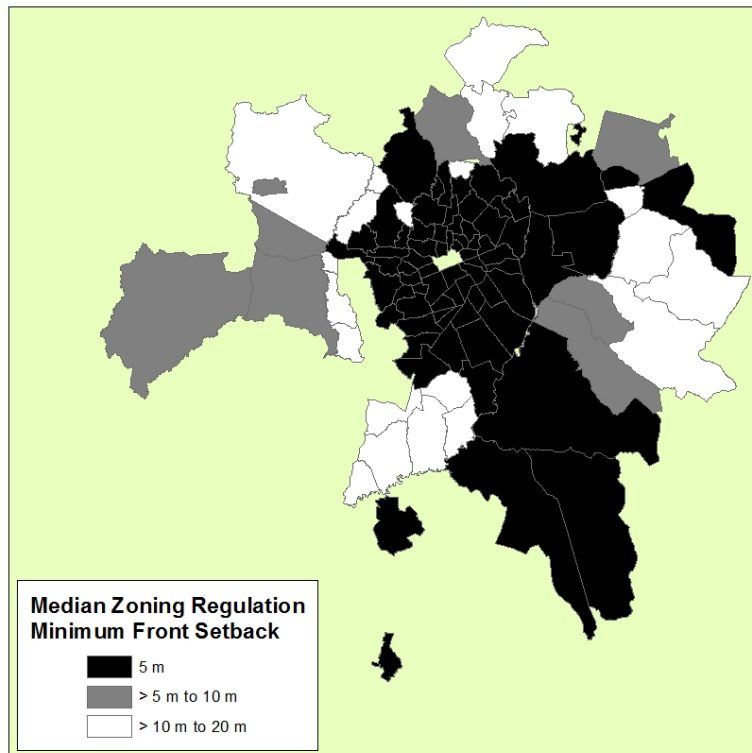 Median Zoning Regulation
Minimum Front Setback
5 m
> 5 m to 10 m
> 10 m to 20 m